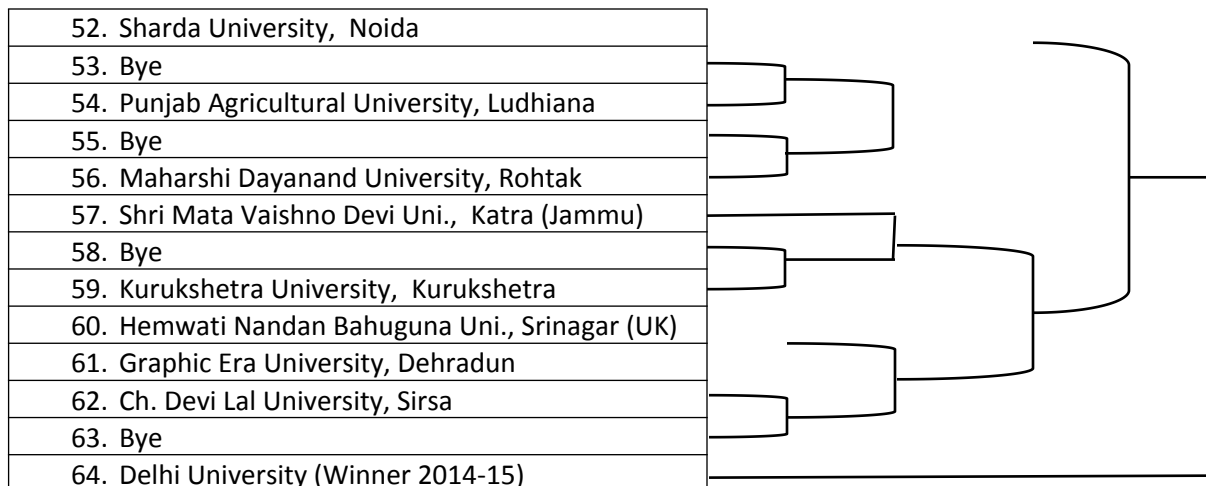 52. Sharda University, Noida
53. Bye
54. Punjab Agricultural University, Ludhiana
55. Bye
56. Maharshi Dayanand University, Rohtak
57. Shri Mata Vaishno Devi Uni., Katra (Jammu)
58. Bye
59. Kurukshetra University, Kurukshetra
60. Hemwati Nandan Bahuguna Uni., Srinagar (UK)
61. Graphic Era University, Dehradun
62. Ch. Devi Lal University, Sirsa
63. Bye
64. Delhi University (Winner 2014-15)